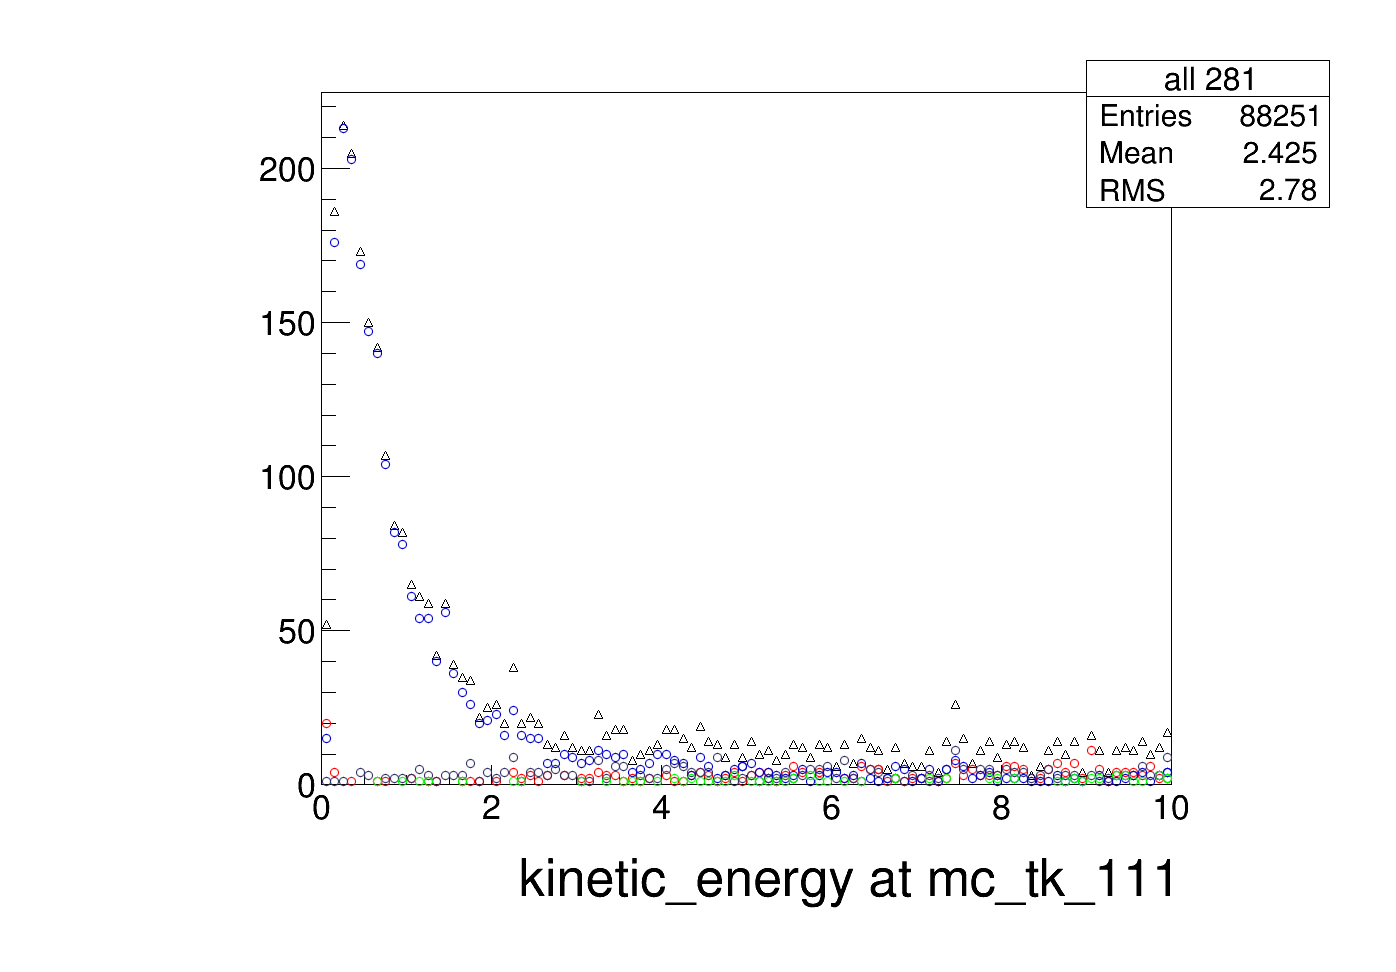 all 281
Entries 88251
Mean 2.425
RMS 2.78
200
150
100
50
0
0 2 4 6 8 10
kinetic_energy at mc_tk_111